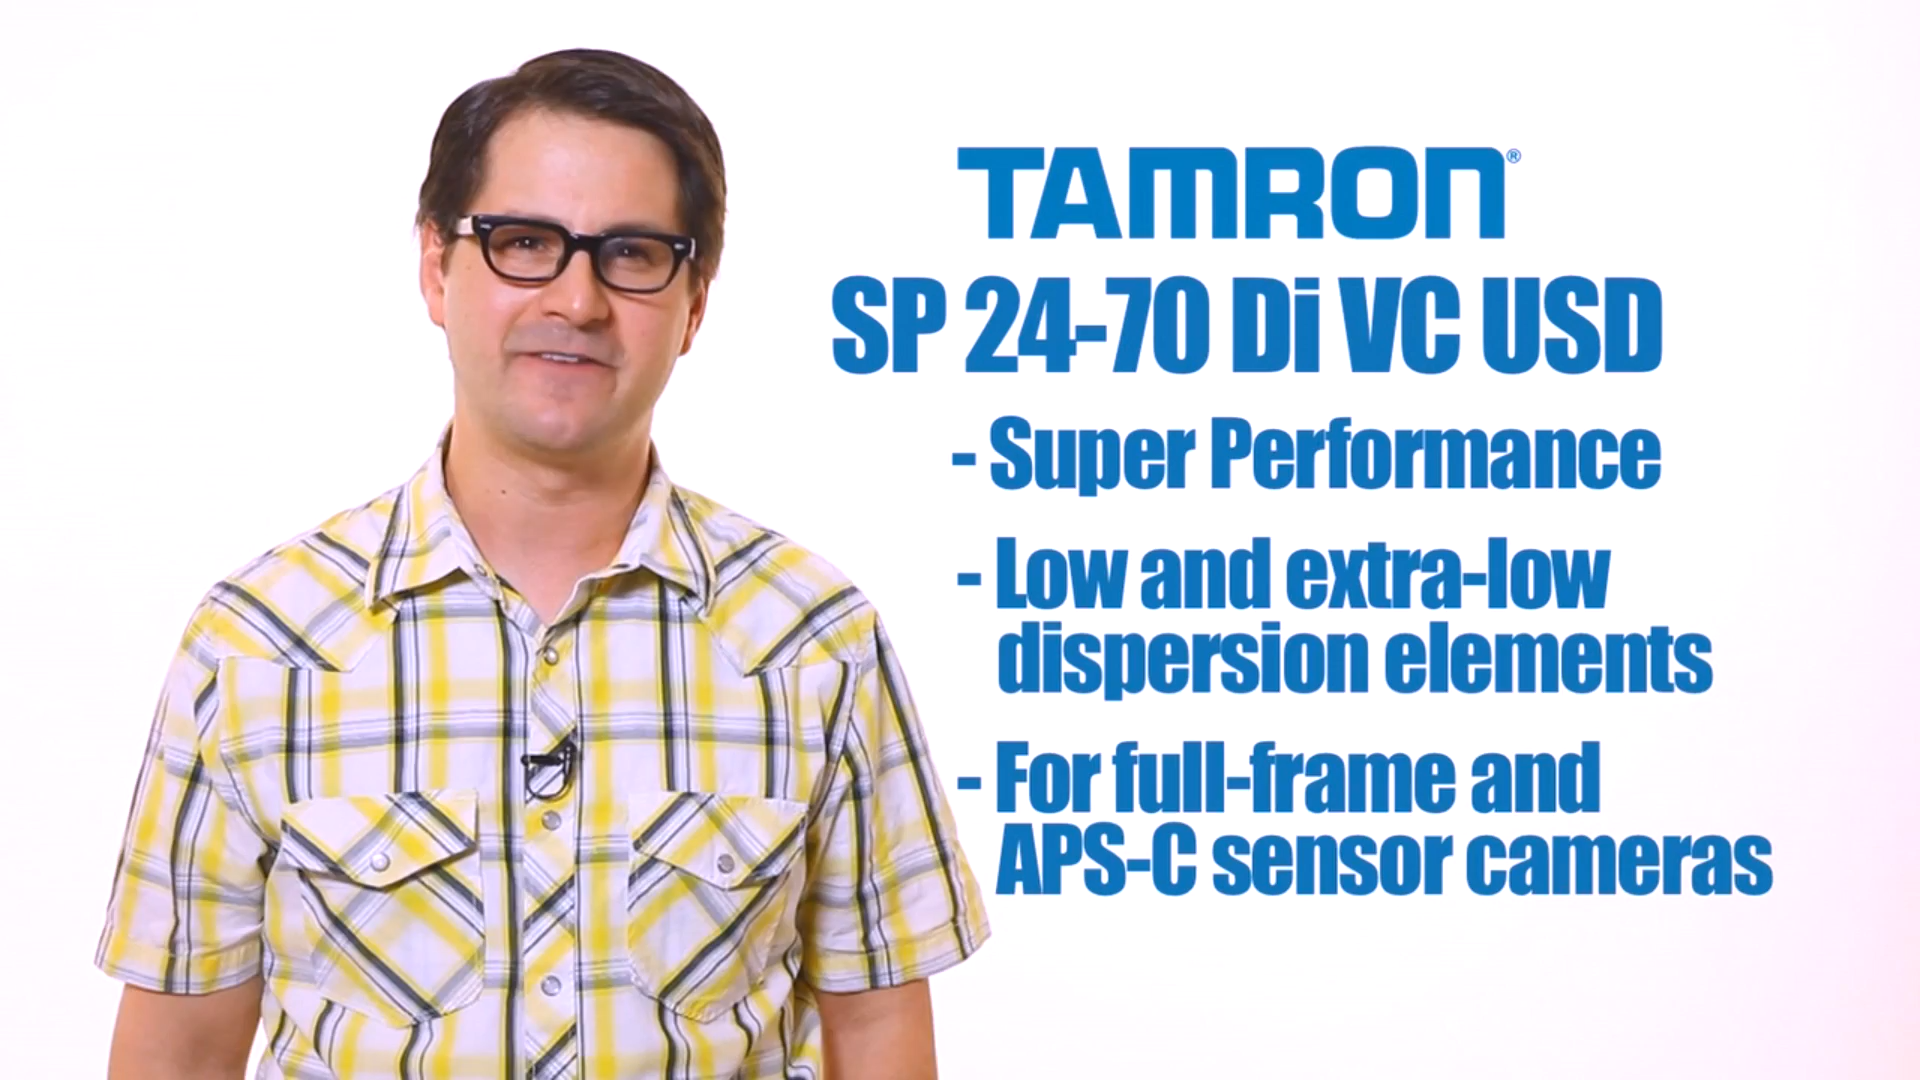 TAMRON®
SP 24-70 Di VC USD
- Super Performance
- Low and extra-low
dispersion elements
- For full-frame and
APS-C sensor cameras